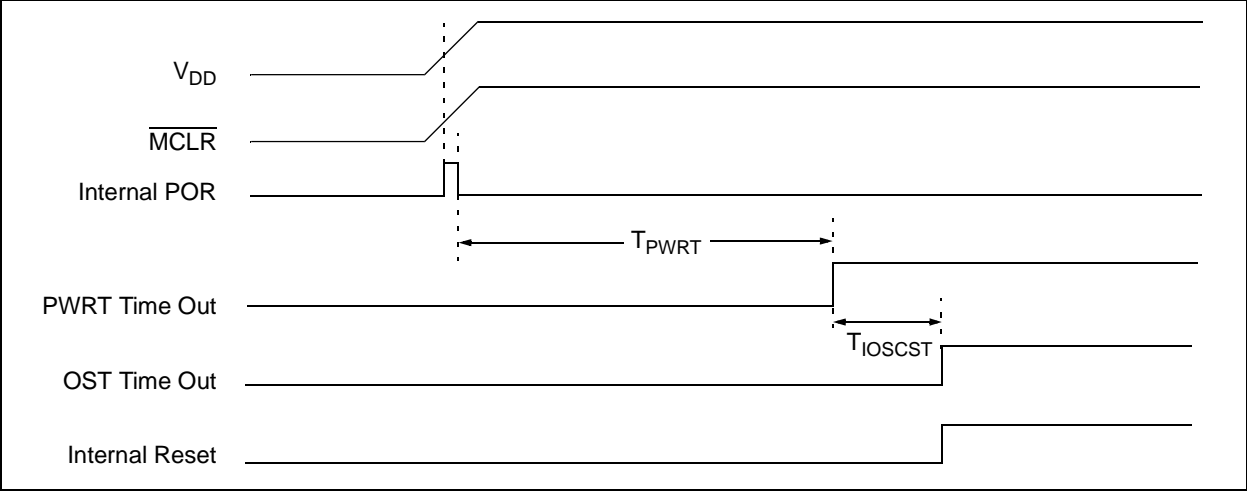 VDD
MCLR
Internal POR
TPWRT
PWRT Time Out
TIOSCST
OST Time Out
Internal Reset